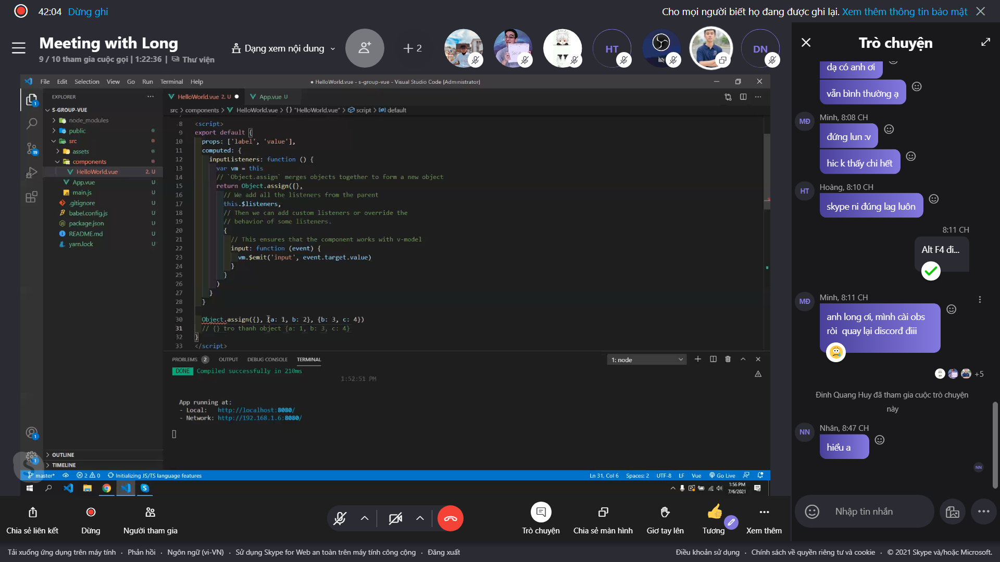 42:04 Dừng ghi
Cho mọi người biết họ đang được ghi lại. Xem thêm thông tin bảo mật
Meeting with Long
9 / 10 tham gia cuộc gọi | 1:22:36 | Thư viện
Dạng xem nội dung
+ 2
HT
DN
File Edit Selection View Go Run Terminal Help
● HelloWorld.vue - s-group-vue - Visual Studio Code [Administrator]
EXPLORER
S-GROUP-VUE
node_modules
public
src
assets
components
HelloWorld.vue 2, U
App.vue U
main.js U
.gitignore U
babel.config.js U
package.json U
README.md U
yarn.lock U
OUTLINE
TIMELINE
1
19
1
1
HelloWorld.vue 2, U
App.vue U
src > components > HelloWorld.vue > {} "HelloWorld.vue" > script > default
8 <script>
9 export default {
10 props: ['label', 'value'],
11 computed: {
12 inputListeners: function () {
13 var vm = this
14 // `Object.assign` merges objects together to form a new object
15 return Object.assign({},
16 // We add all the listeners from the parent
17 this.$listeners,
18 // Then we can add custom listeners or override the
19 // behavior of some listeners.
20 {
21 // This ensures that the component works with v-model
22 input: function (event) {
23 vm.$emit('input', event.target.value)
24 }
25 }
26 )
27 }
28 }
29
30 Object.assign({}, {a: 1, b: 2}, {b: 3, c: 4})
31 // {} tro thanh object {a: 1, b: 3, c: 4}
32 }
33 </script>
PROBLEMS 2 OUTPUT DEBUG CONSOLE TERMINAL
1: node
DONE Compiled successfully in 210ms
1:52:51 PM
App running at:
- Local: http://localhost:8080/
- Network: http://192.168.1.6:8080/
master* 2 0 Initializing JS/TS language features
Ln 31, Col 6 Spaces: 2 UTF-8 LF Vue Go Live
1:56 PM
7/6/2021
Trò chuyện
dạ có anh ơi
vẫn bình thường ạ
MĐ
Minh, 8:08 CH
đứng lun :v
hic k thấy chi hết
HT
Hoàng, 8:10 CH
skype ni đúng lag luôn
8:11 CH
Alt F4 đi...
MĐ
Minh, 8:11 CH
anh long ơi, mình cài obs
ròi quay lại discord điii
+5
Đinh Quang Huy đã tham gia cuộc trò chuyện
này
NN
Nhân, 8:47 CH
hiểu a
NN
Nhập tin nhắn
Chia sẻ liên kết
Dừng
Người tham gia
Trò chuyện
Chia sẻ màn hình
Giơ tay lên
Tương
Xem thêm
Tải xuống ứng dụng trên máy tính · Phản hồi · Ngôn ngữ (vi-VN) · Sử dụng Skype for Web an toàn trên máy tính công cộng · Đăng xuất
Điều khoản sử dụng · Chính sách về quyền riêng tư và cookie · © 2021 Skype và/hoặc Microsoft.